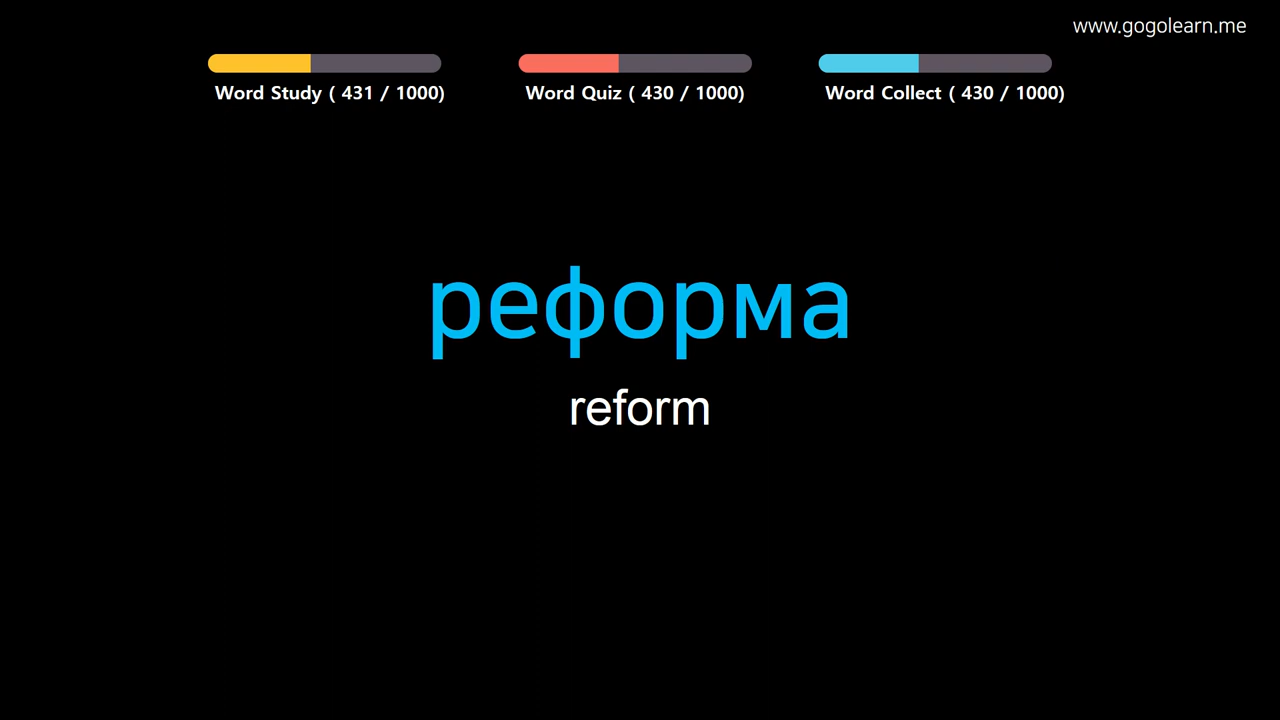 www.gogolearn.me
Word Study ( 431 / 1000)
Word Quiz ( 430 / 1000)
Word Collect ( 430 / 1000)
реформа
reform